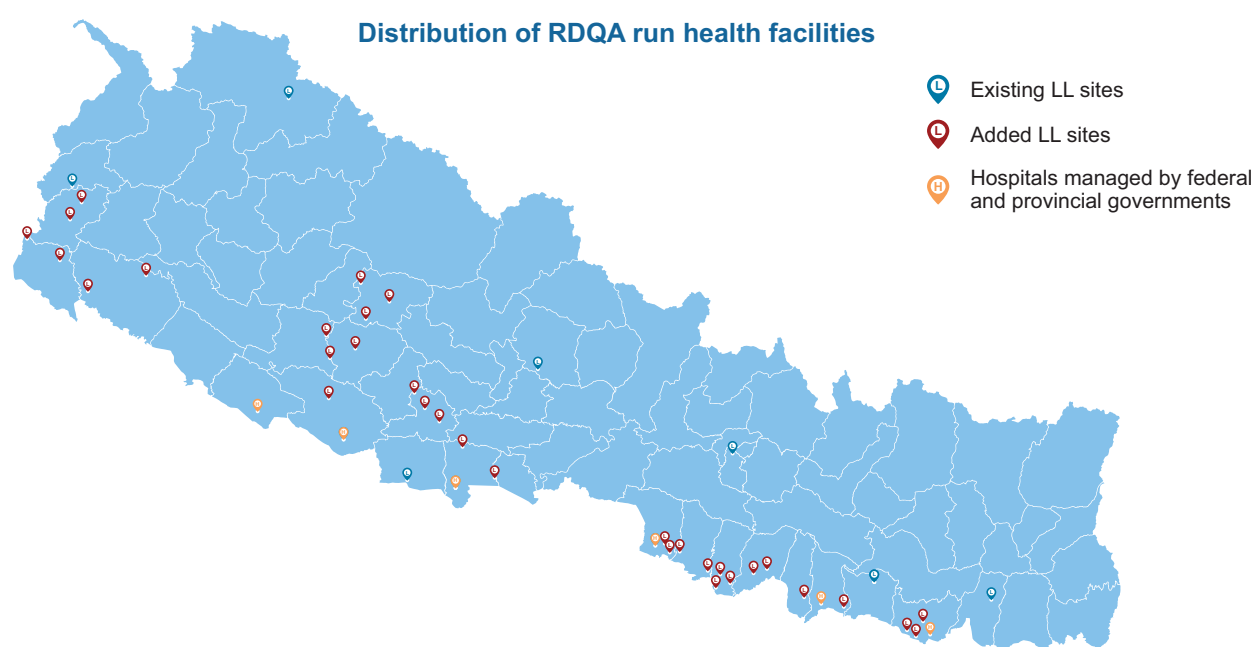 Distribution of RDQA run health facilities
L Existing LL sites
L Added LL sites
H Hospitals managed by federal
and provincial governments